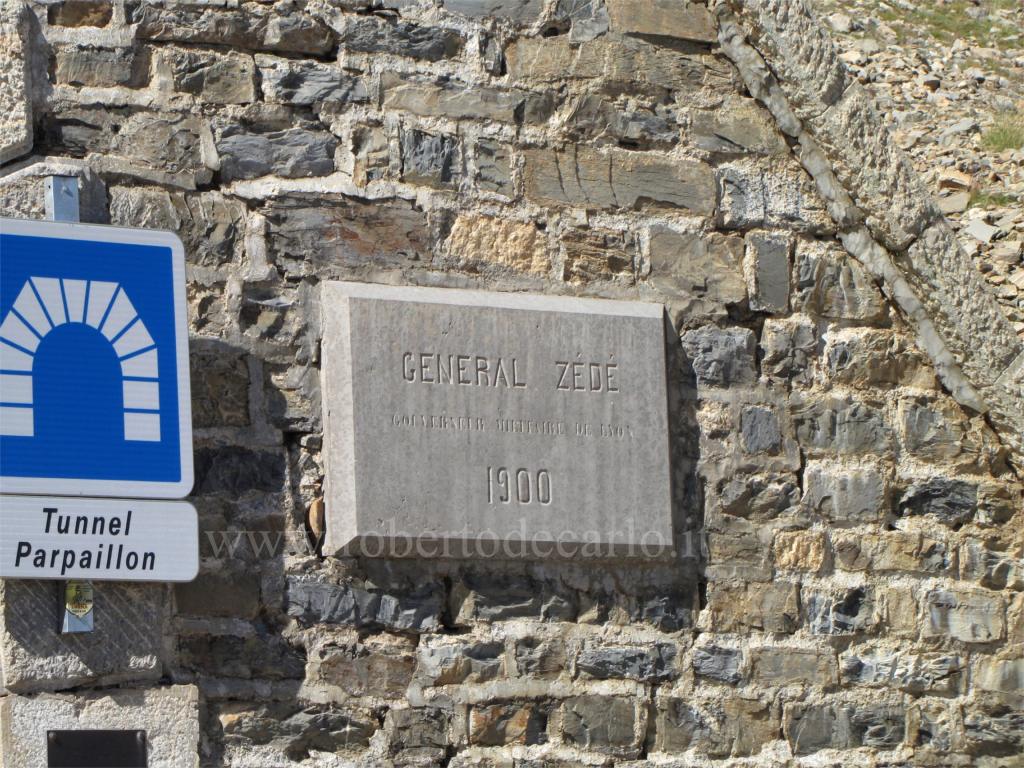 GENERAL ZÉDÉ
GOUVERNEUR MILITAIRE DE LYON
1900
Tunnel
Parpaillon
www.robertodecarlo.it